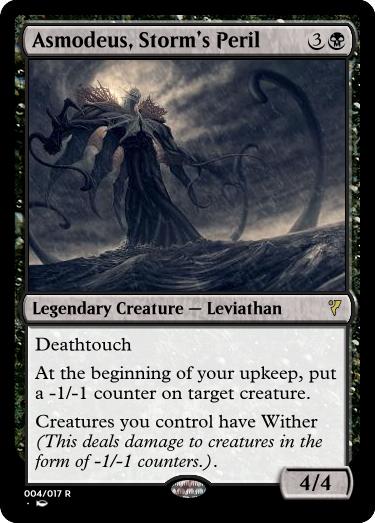 Asmodeus, Storm's Peril 3
Legendary Creature — Leviathan
Deathtouch
At the beginning of your upkeep, put
a -1/-1 counter on target creature.
Creatures you control have Wither
(This deals damage to creatures in the
form of -1/-1 counters.).
004/017 R
4/4